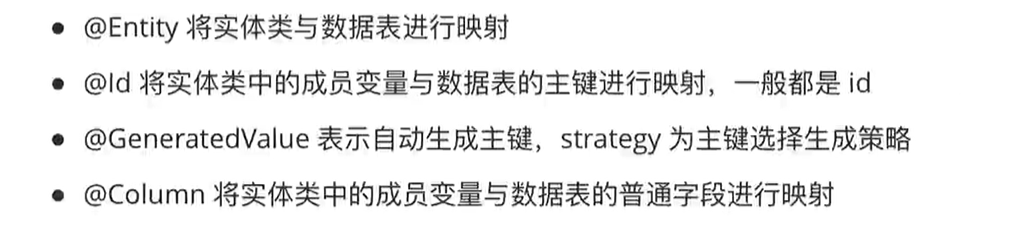 • @Entity 将实体类与数据表进行映射
• @Id 将实体类中的成员变量与数据表的主键进行映射，一般都是 id
• @GeneratedValue 表示自动生成主键，strategy 为主键选择生成策略
• @Column 将实体类中的成员变量与数据表的普通字段进行映射